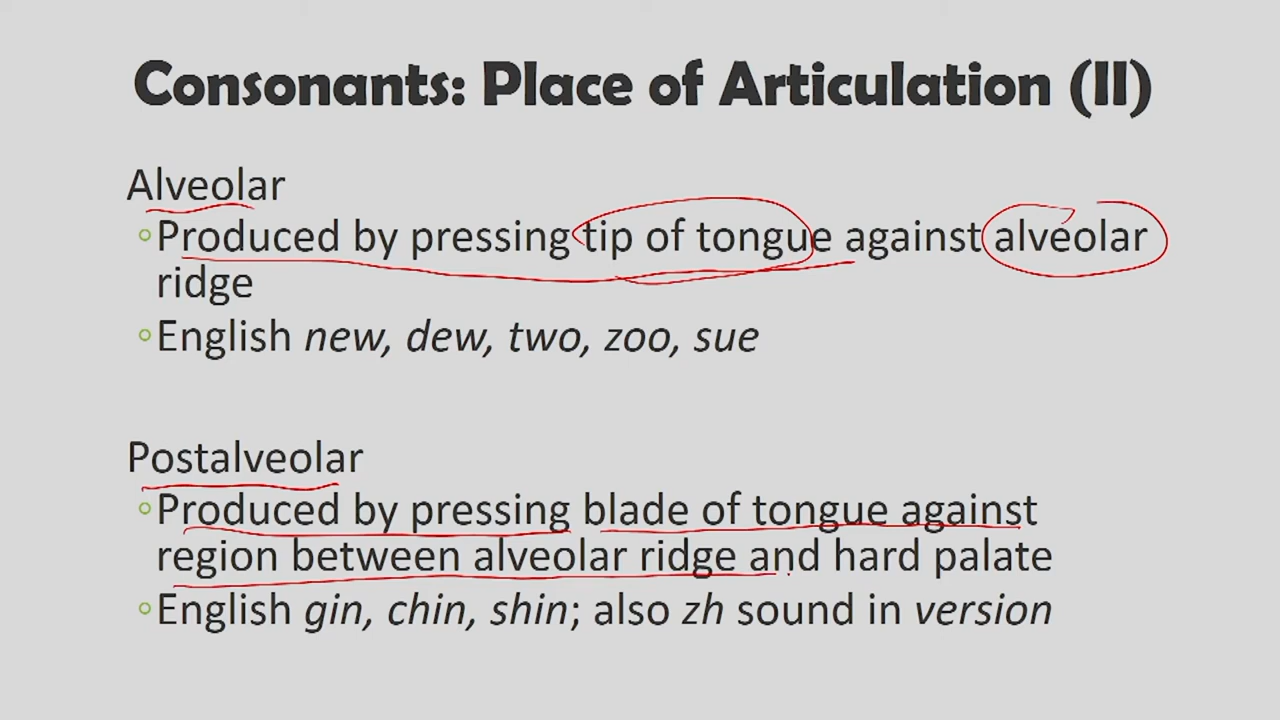 Consonants: Place of Articulation (II)
Alveolar
Produced by pressing tip of tongue against alveolar
ridge
English new, dew, two, zoo, sue
Postalveolar
Produced by pressing blade of tongue against
region between alveolar ridge and hard palate
English gin, chin, shin; also zh sound in version